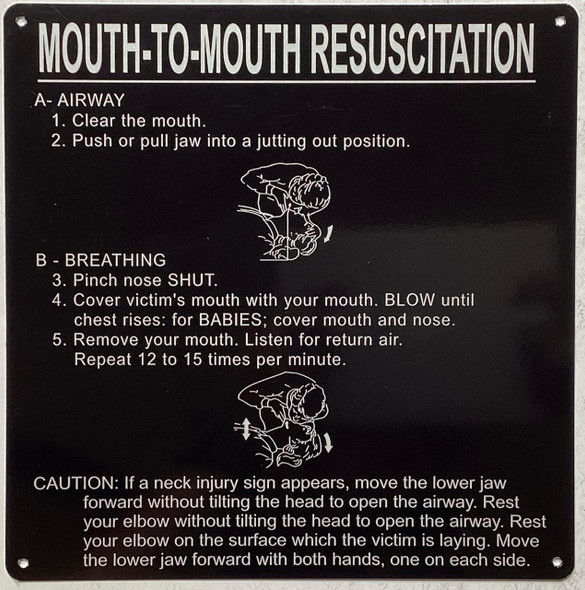 MOUTH-TO-MOUTH RESUSCITATION
A- AIRWAY
1. Clear the mouth.
2. Push or pull jaw into a jutting out position.
B - BREATHING
3. Pinch nose SHUT.
4. Cover victim's mouth with your mouth. BLOW until
chest rises: for BABIES; cover mouth and nose.
5. Remove your mouth. Listen for return air.
Repeat 12 to 15 times per minute.
CAUTION: If a neck injury sign appears, move the lower jaw
forward without tilting the head to open the airway. Rest
your elbow without tilting the head to open the airway. Rest
your elbow on the surface which the victim is laying. Move
the lower jaw forward with both hands, one on each side.